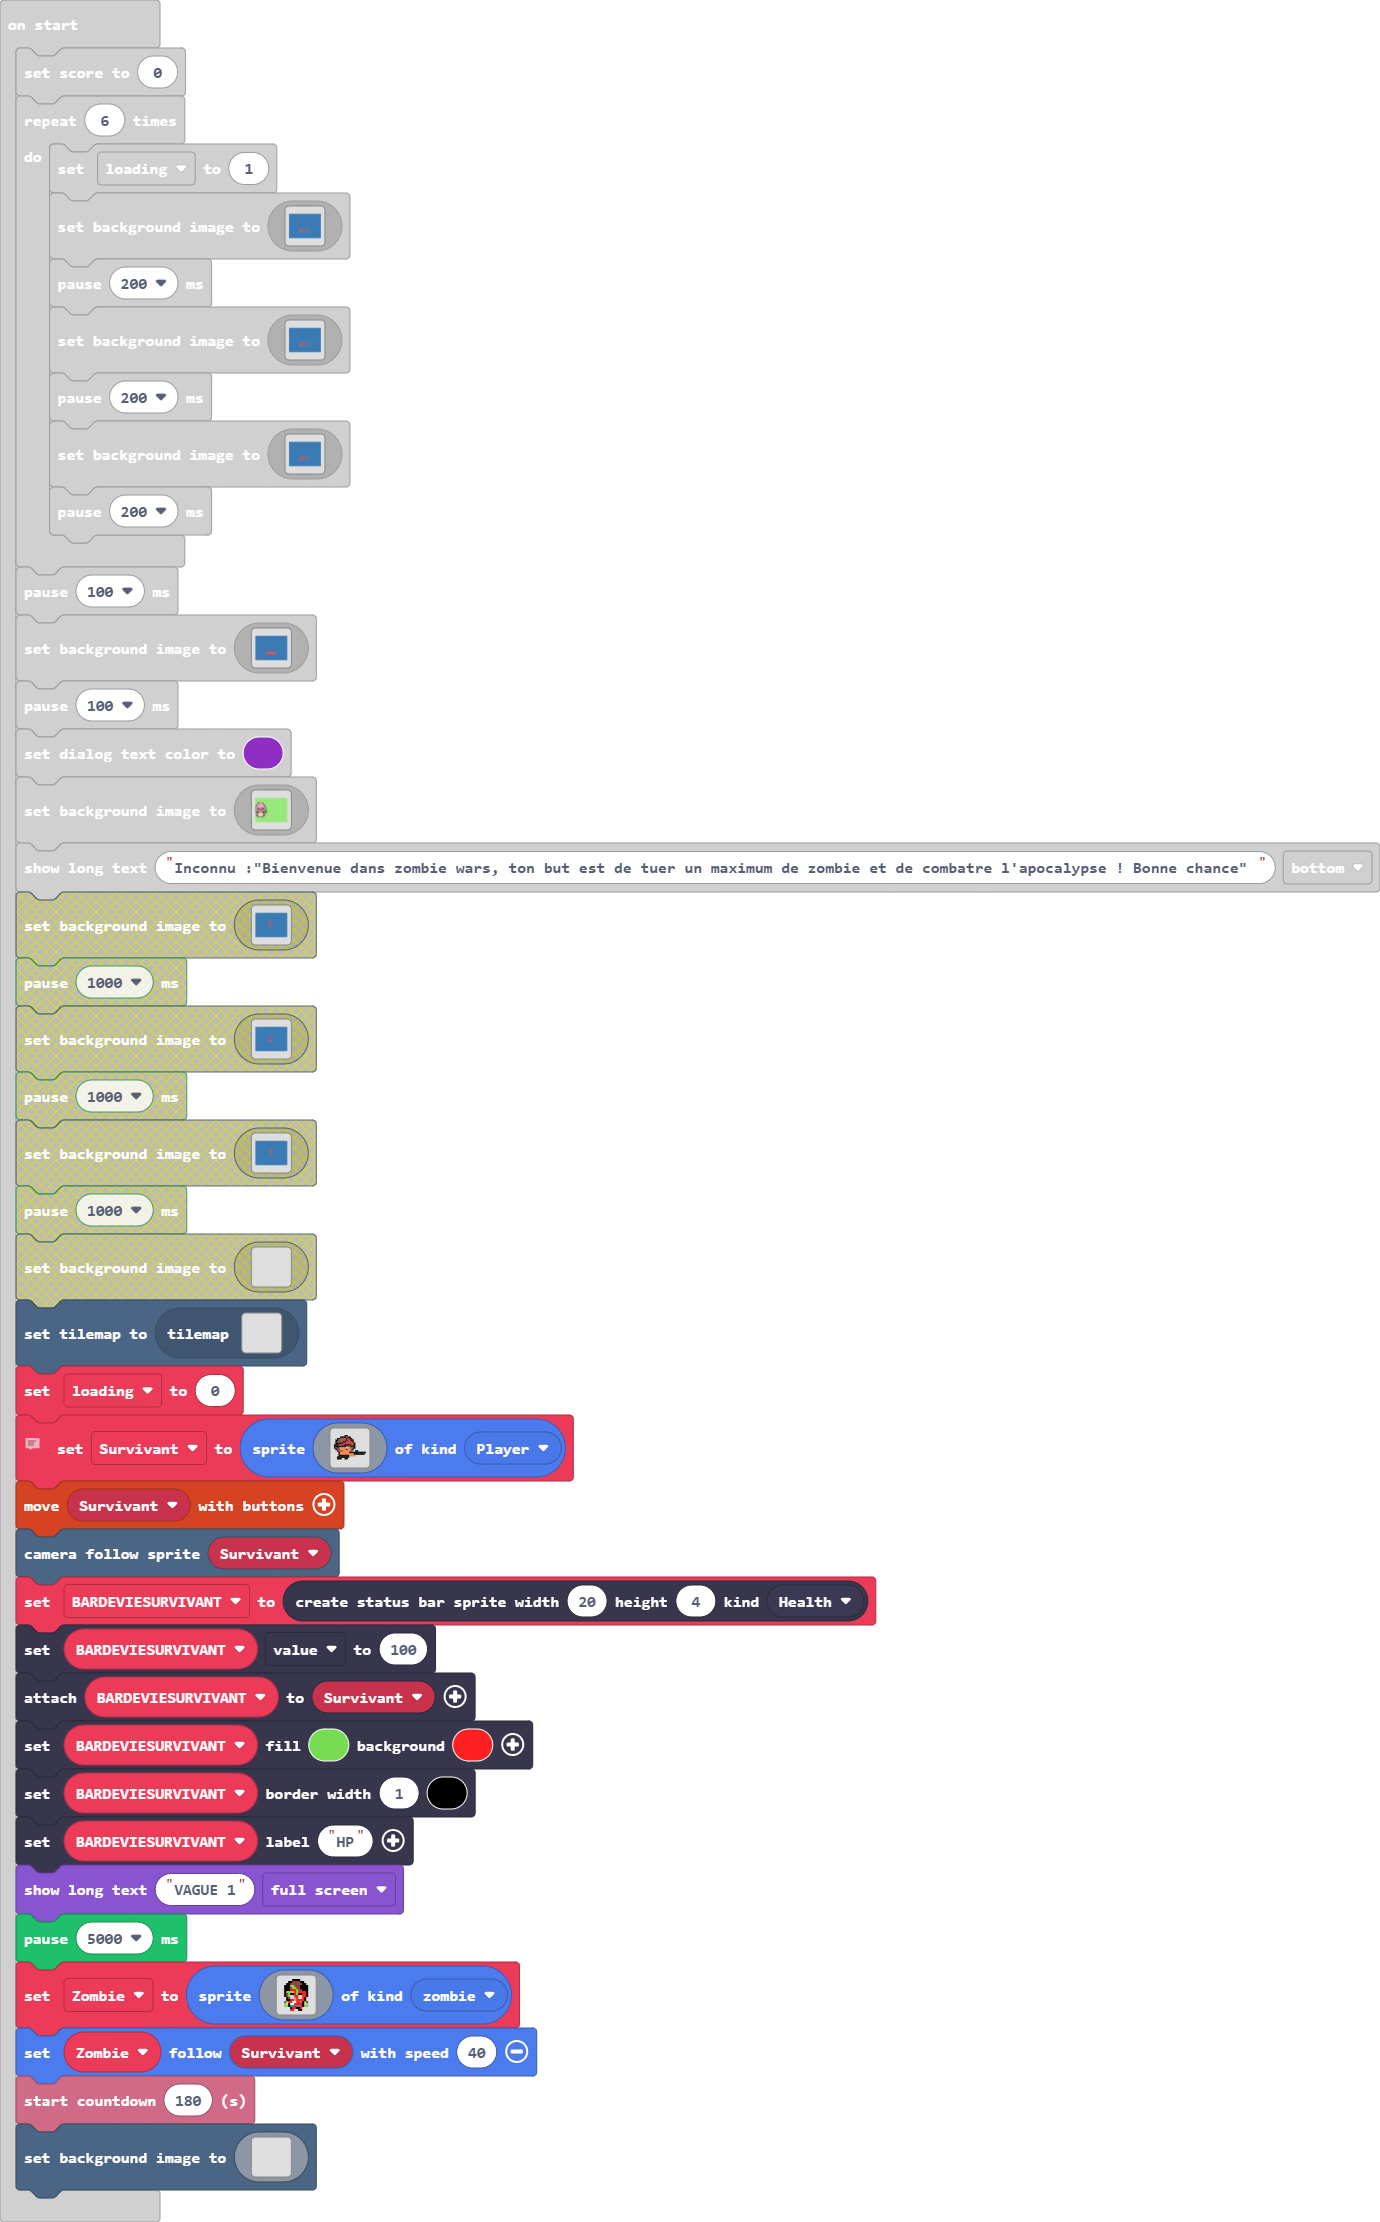 on start
set score to 0
repeat 6 times
do
set loading to 1
set background image to
pause 200 ms
set background image to
pause 200 ms
set background image to
pause 200 ms
pause 100 ms
set background image to
pause 100 ms
set dialog text color to
set background image to
show long text "Inconnu :"Bienvenue dans zombie wars, ton but est de tuer un maximum de zombie et de combatre l'apocalypse ! Bonne chance" " bottom
set background image to
pause 1000 ms
set background image to
pause 1000 ms
set background image to
pause 1000 ms
set background image to
set tilemap to tilemap
set loading to 0
set Survivant to sprite of kind Player
move Survivant with buttons
camera follow sprite Survivant
set BARDEVIESURVIVANT to create status bar sprite width 20 height 4 kind Health
set BARDEVIESURVIVANT value to 100
attach BARDEVIESURVIVANT to Survivant
set BARDEVIESURVIVANT fill background
set BARDEVIESURVIVANT border width 1
set BARDEVIESURVIVANT label "HP"
show long text "VAGUE 1" full screen
pause 5000 ms
set Zombie to sprite of kind zombie
set Zombie follow Survivant with speed 40
start countdown 180 (s)
set background image to